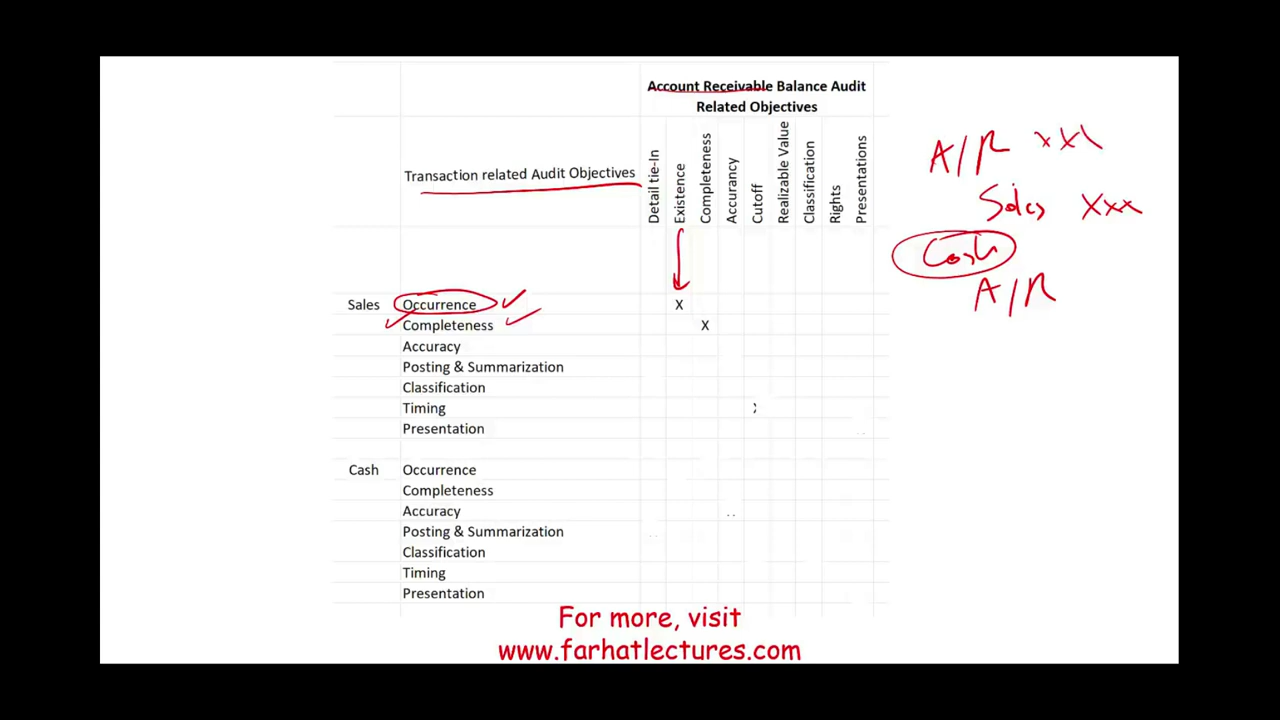 Account Receivable Balance Audit
Related Objectives
Transaction related Audit Objectives
Detail tie-In
Existence
Completeness
Accurancy
Cutoff
Realizable Value
Classification
Rights
Presentations
Sales Occurrence X
Completeness X
Accuracy
Posting & Summarization
Classification
Timing
Presentation
Cash Occurrence
Completeness
Accuracy
Posting & Summarization
Classification
Timing
Presentation
A/R xxx
Sales xxx
Cash
A/R
For more, visit
www.farhatlectures.com